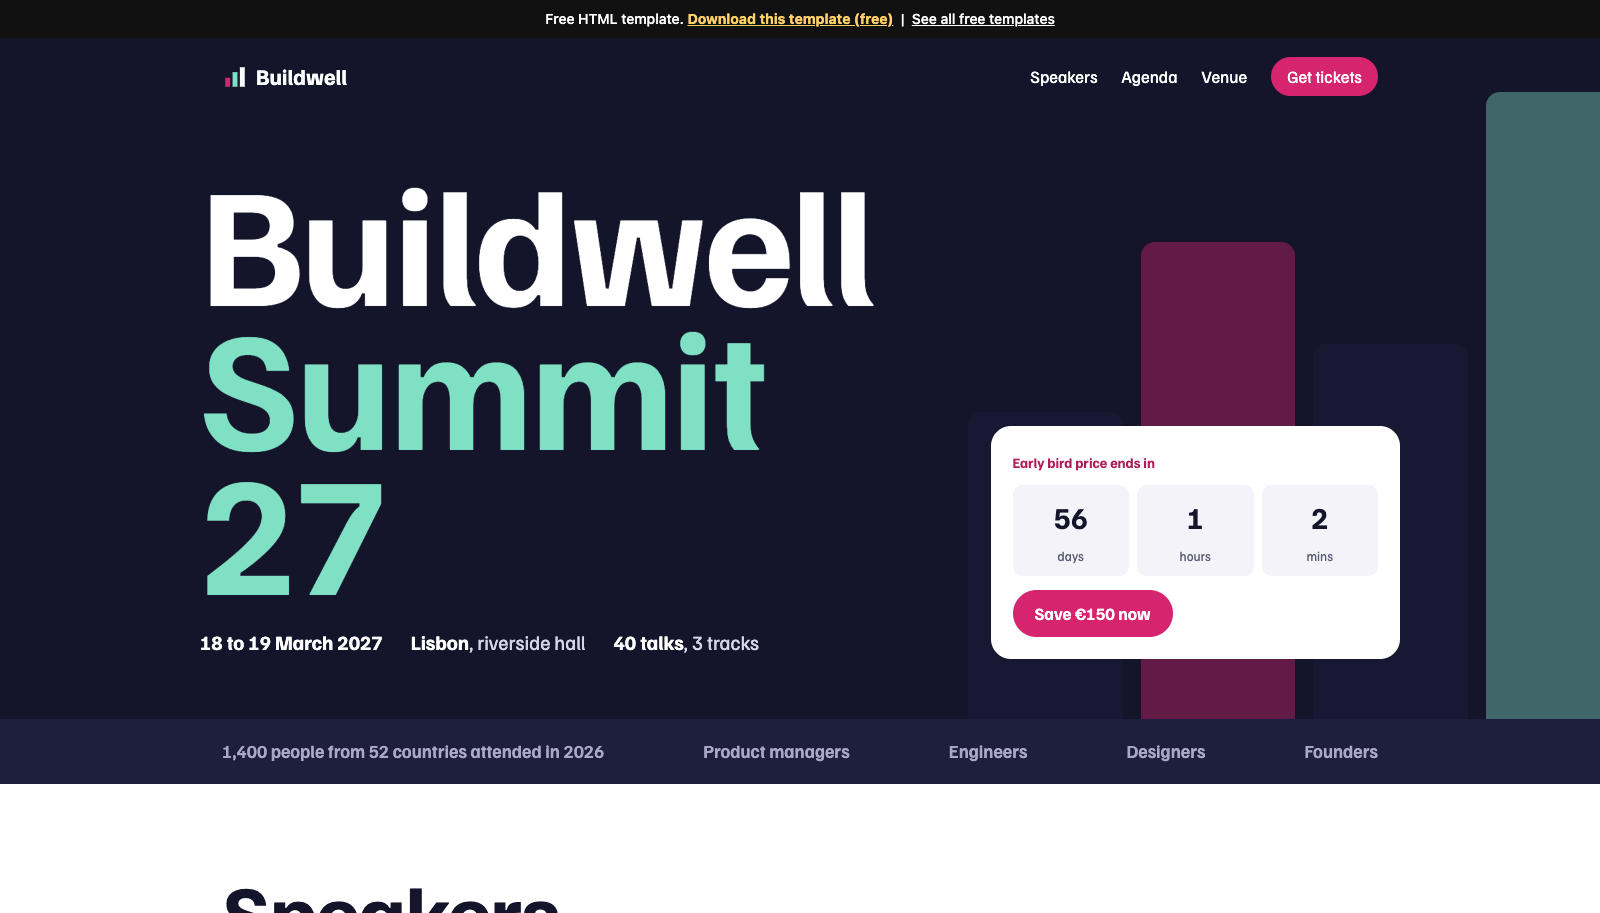 Free HTML template. Download this template (free) | See all free templates
Buildwell
Speakers Agenda Venue Get tickets
Buildwell
Summit
27
18 to 19 March 2027 Lisbon, riverside hall 40 talks, 3 tracks
Early bird price ends in
56 1 2
days hours mins
Save €150 now
1,400 people from 52 countries attended in 2026 Product managers Engineers Designers Founders
Speakers